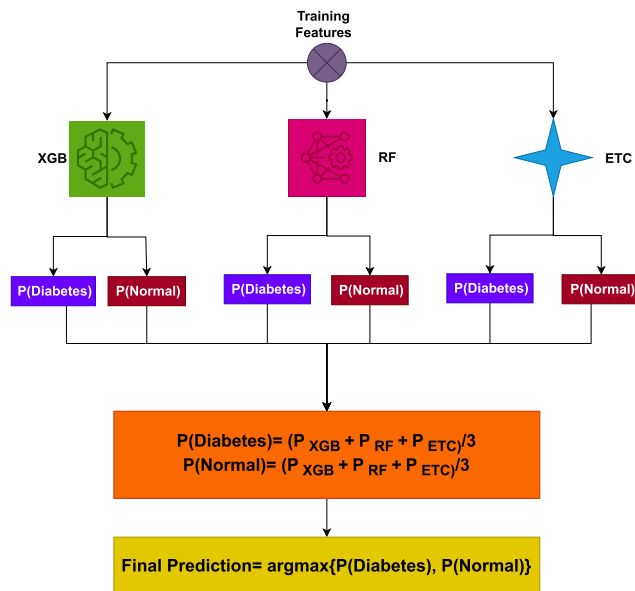 Training
Features
XGB
RF
ETC
P(Diabetes)
P(Normal)
P(Diabetes)
P(Normal)
P(Diabetes)
P(Normal)
P(Diabetes)= (P XGB + P RF + P ETC)/3
P(Normal)= (P XGB + P RF + P ETC)/3
Final Prediction= argmax{P(Diabetes), P(Normal)}